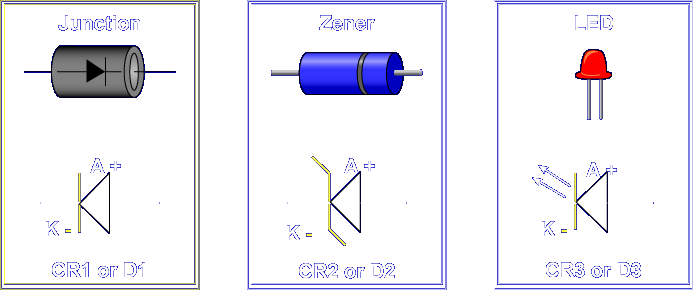 Junction
A +
K -
CR1 or D1
Zener
A +
K -
CR2 or D2
LED
A +
K -
CR3 or D3